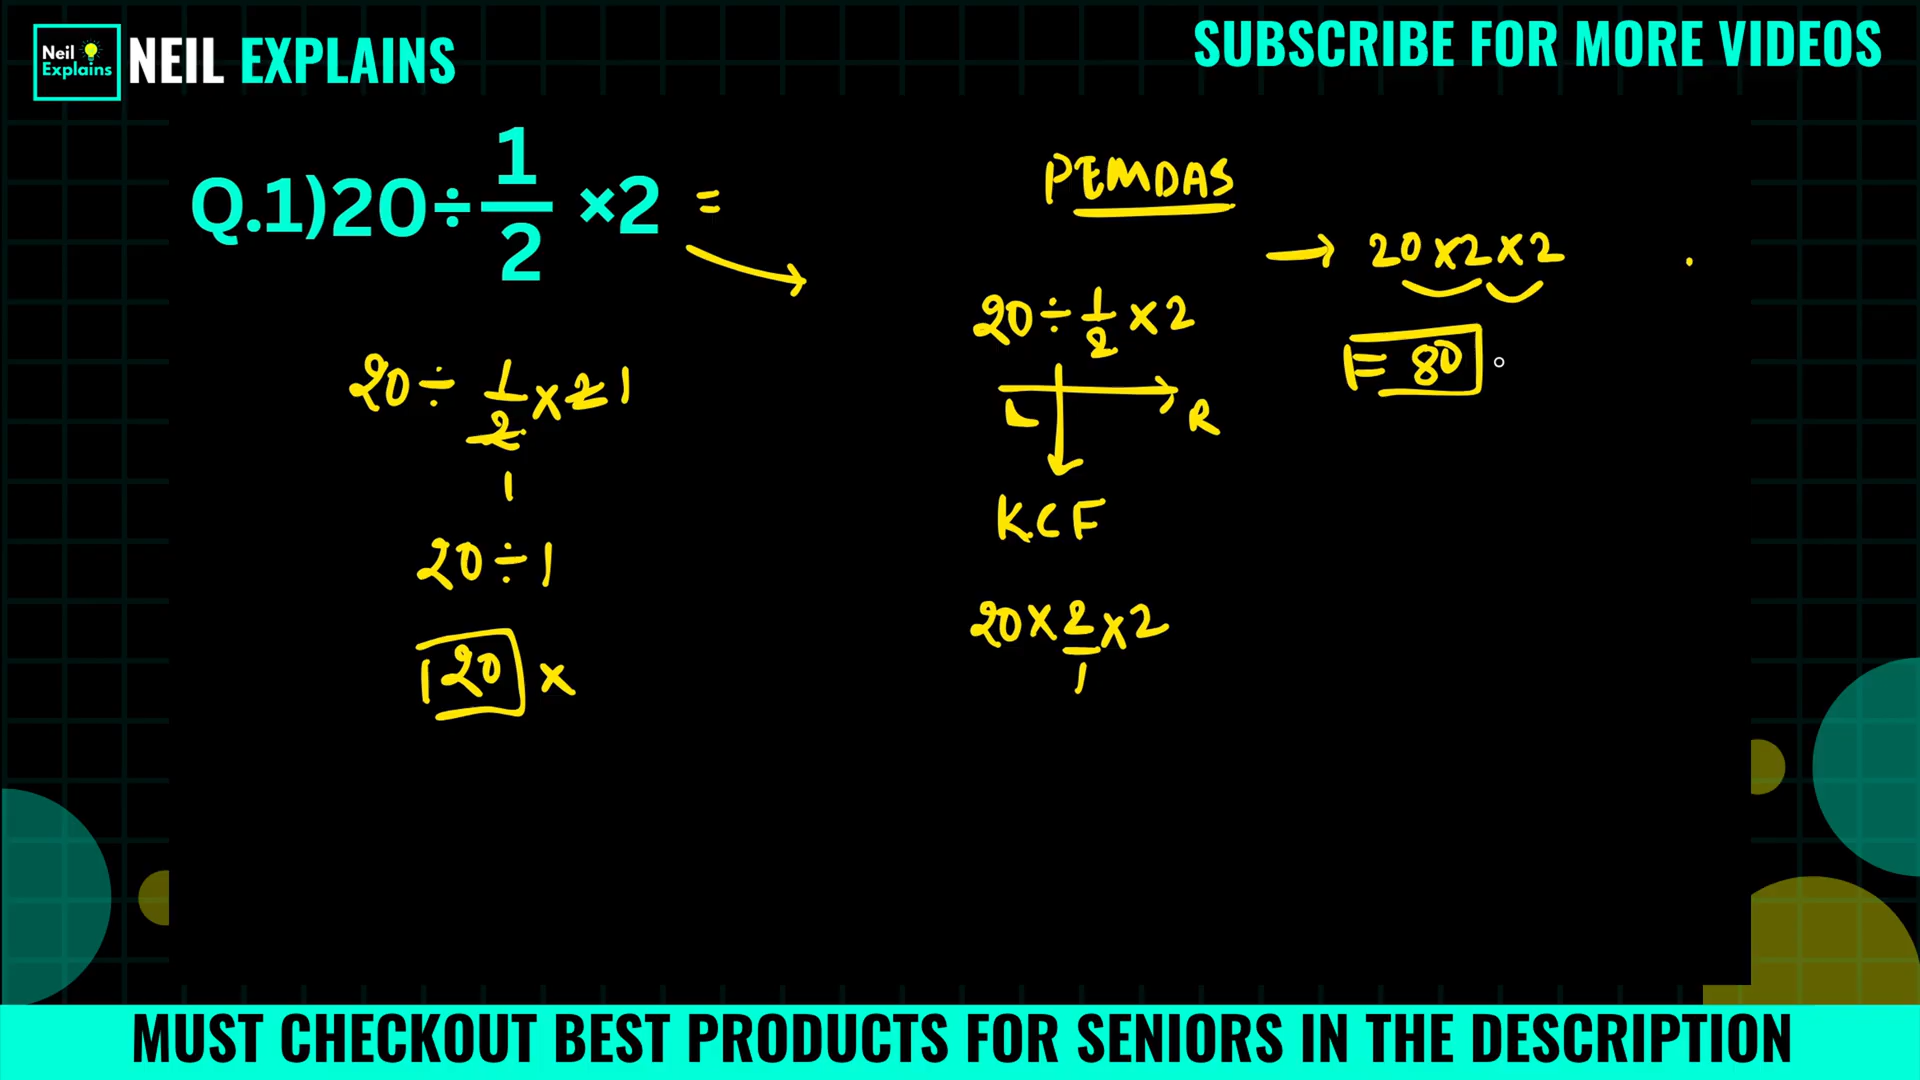 Neil
Explains
NEIL EXPLAINS
SUBSCRIBE FOR MORE VIDEOS
Q.1) 20 ÷ 1/2 × 2 =
20 ÷ 1/2 × 2 1
1
20 ÷ 1
20 ×
PEMDAS
20 ÷ 1/2 × 2
L R
KCF
20 × 2/1 × 2
→ 20 × 2 × 2
= 80
MUST CHECKOUT BEST PRODUCTS FOR SENIORS IN THE DESCRIPTION